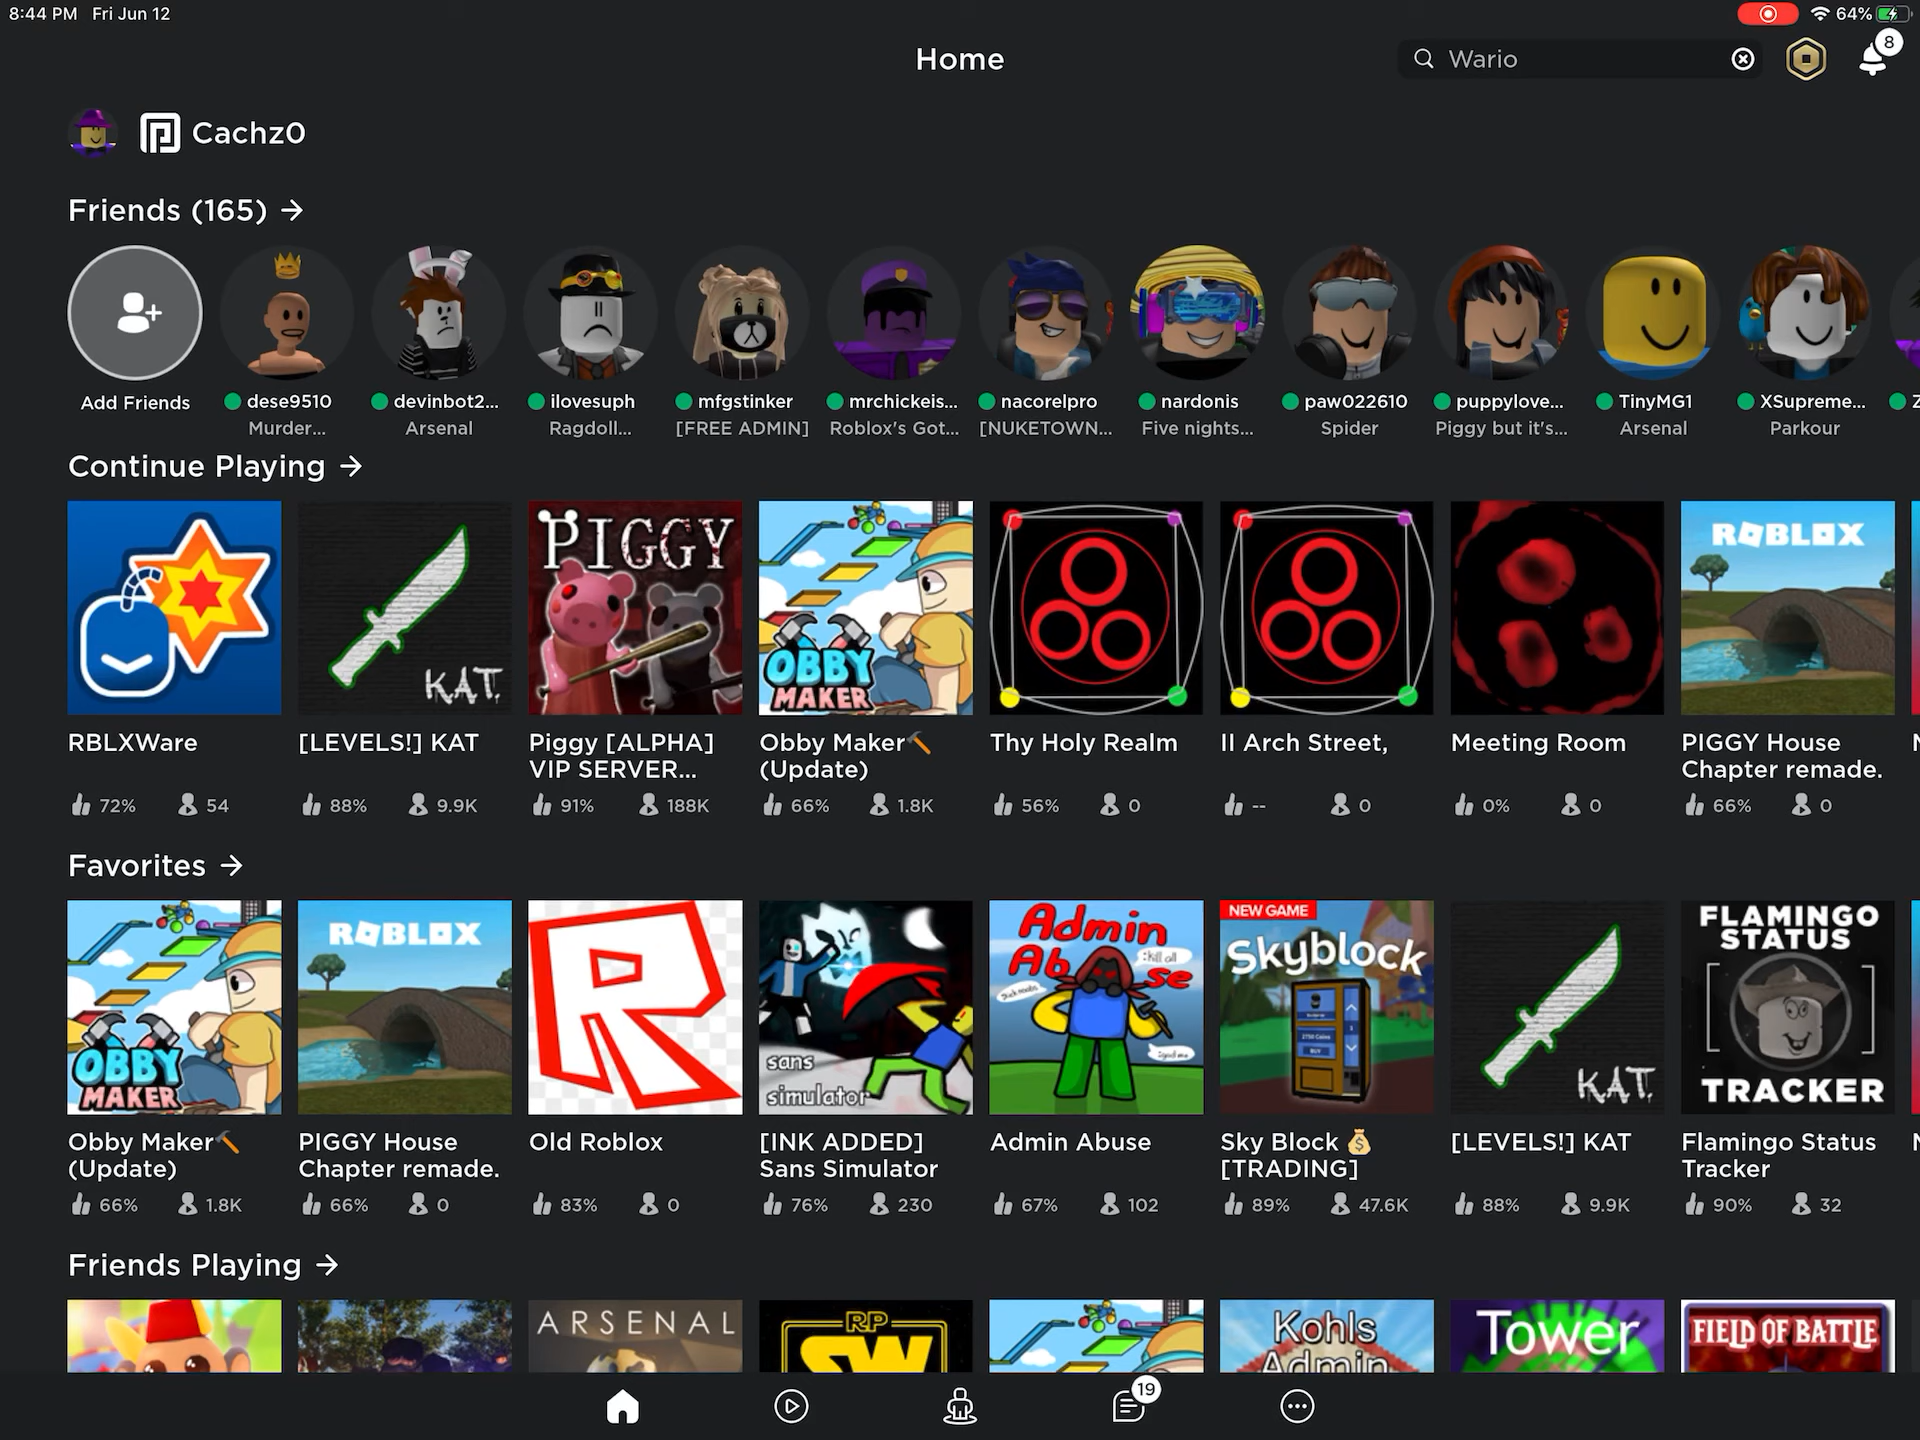 8:44 PM Fri Jun 12
64%
Home
Wario
8
Cachz0
Friends (165) →
Add Friends
dese9510
Murder...
devinbot2...
Arsenal
ilovesuph
Ragdoll...
mfgstinker
[FREE ADMIN]
mrchickeis...
Roblox's Got...
nacorelpro
[NUKETOWN...
nardonis
Five nights...
paw022610
Spider
puppylove...
Piggy but it's...
TinyMG1
Arsenal
XSupreme...
Parkour
Continue Playing →
KAT.
PIGGY
OBBY
MAKER
ROBLOX
RBLXWare
72% 54
[LEVELS!] KAT
88% 9.9K
Piggy [ALPHA]
VIP SERVER...
91% 188K
Obby Maker🔨
(Update)
66% 1.8K
Thy Holy Realm
56% 0
II Arch Street,
-- 0
Meeting Room
0% 0
PIGGY House
Chapter remade.
66% 0
Favorites →
OBBY
MAKER
ROBLOX
sans
simulator
Admin
Ab se
:kill all
NEW GAME
Skyblock
KAT.
FLAMINGO
STATUS
TRACKER
Obby Maker🔨
(Update)
66% 1.8K
PIGGY House
Chapter remade.
66% 0
Old Roblox
83% 0
[INK ADDED]
Sans Simulator
76% 230
Admin Abuse
67% 102
Sky Block 💰
[TRADING]
89% 47.6K
[LEVELS!] KAT
88% 9.9K
Flamingo Status
Tracker
90% 32
Friends Playing →
ARSENAL
RP
SW
Kohls
Admin
Tower
FIELD OF BATTLE
19